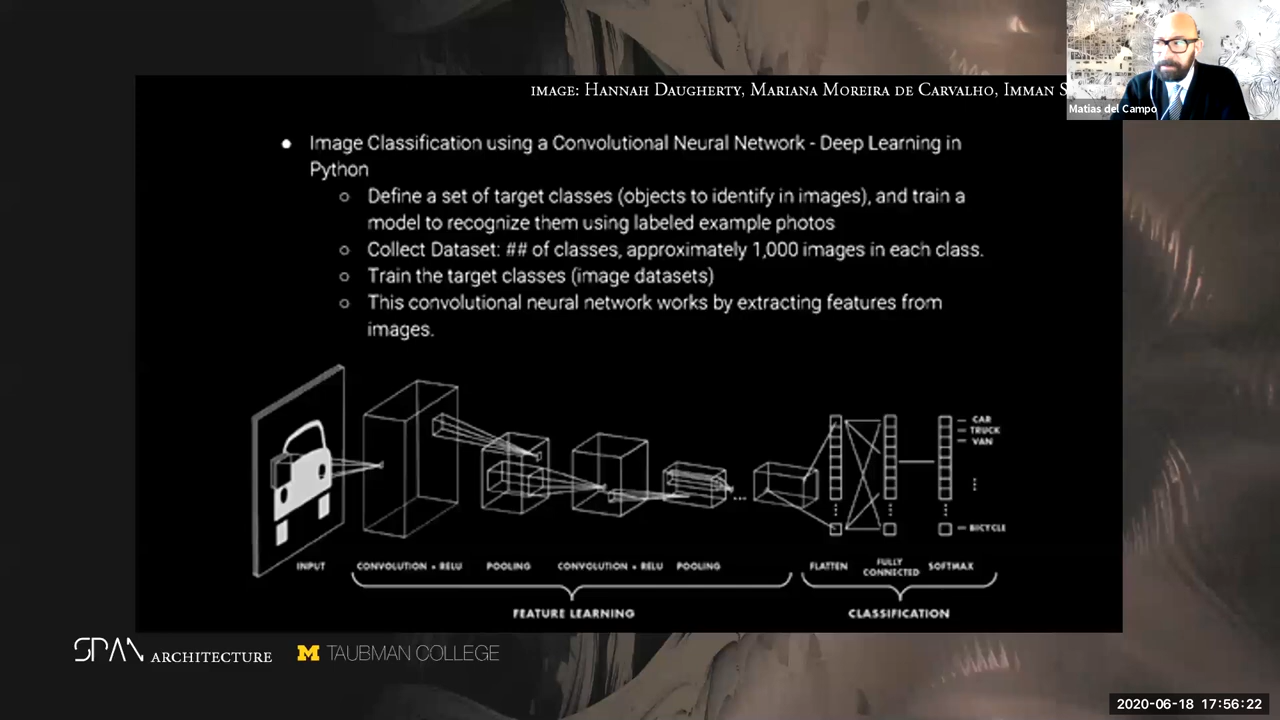 IMAGE: HANNAH DAUGHERTY, MARIANA MOREIRA DE CARVALHO, IMMAN
Matias del Campo
● Image Classification using a Convolutional Neural Network - Deep Learning in
Python
○ Define a set of target classes (objects to identify in images), and train a
model to recognize them using labeled example photos
○ Collect Dataset: ## of classes, approximately 1,000 images in each class.
○ Train the target classes (image datasets)
○ This convolutional neural network works by extracting features from
images.
— CAR
— TRUCK
— VAN
— BICYCLE
INPUT
CONVOLUTION + RELU
POOLING
CONVOLUTION + RELU
POOLING
FLATTEN
FULLY
CONNECTED
SOFTMAX
FEATURE LEARNING
CLASSIFICATION
SPAN ARCHITECTURE
M TAUBMAN COLLEGE
2020-06-18 17:56:22